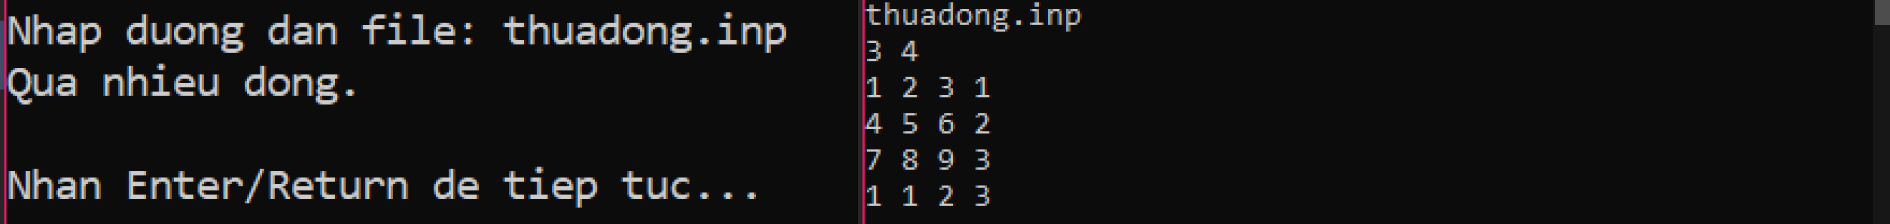 Nhap duong dan file: thuadong.inp
Qua nhieu dong.
Nhan Enter/Return de tiep tuc...
thuadong.inp
3 4
1 2 3 1
4 5 6 2
7 8 9 3
1 1 2 3